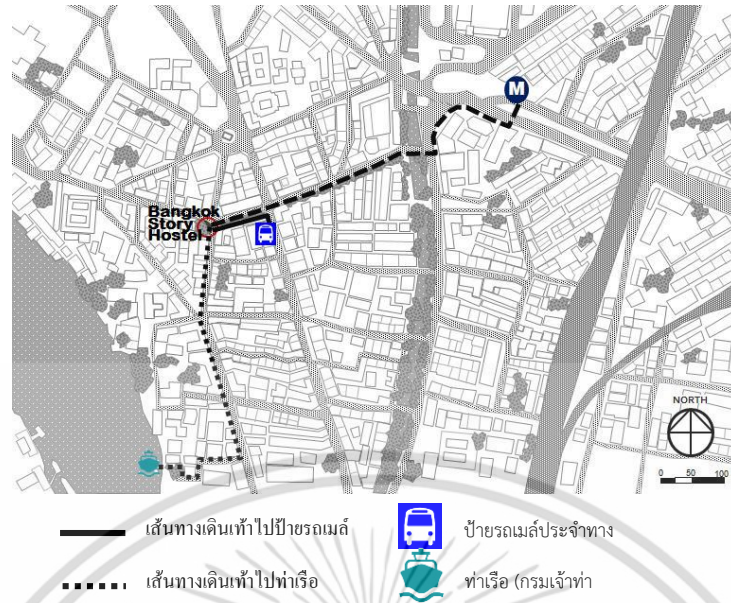 M
Bangkok
Story
Hostel
NORTH
0 50 100
เส้นทางเดินเท้าไปป้ายรถเมล์
ป้ายรถเมล์ประจำทาง
เส้นทางเดินเท้าไปท่าเรือ
ท่าเรือ (กรมเจ้าท่า